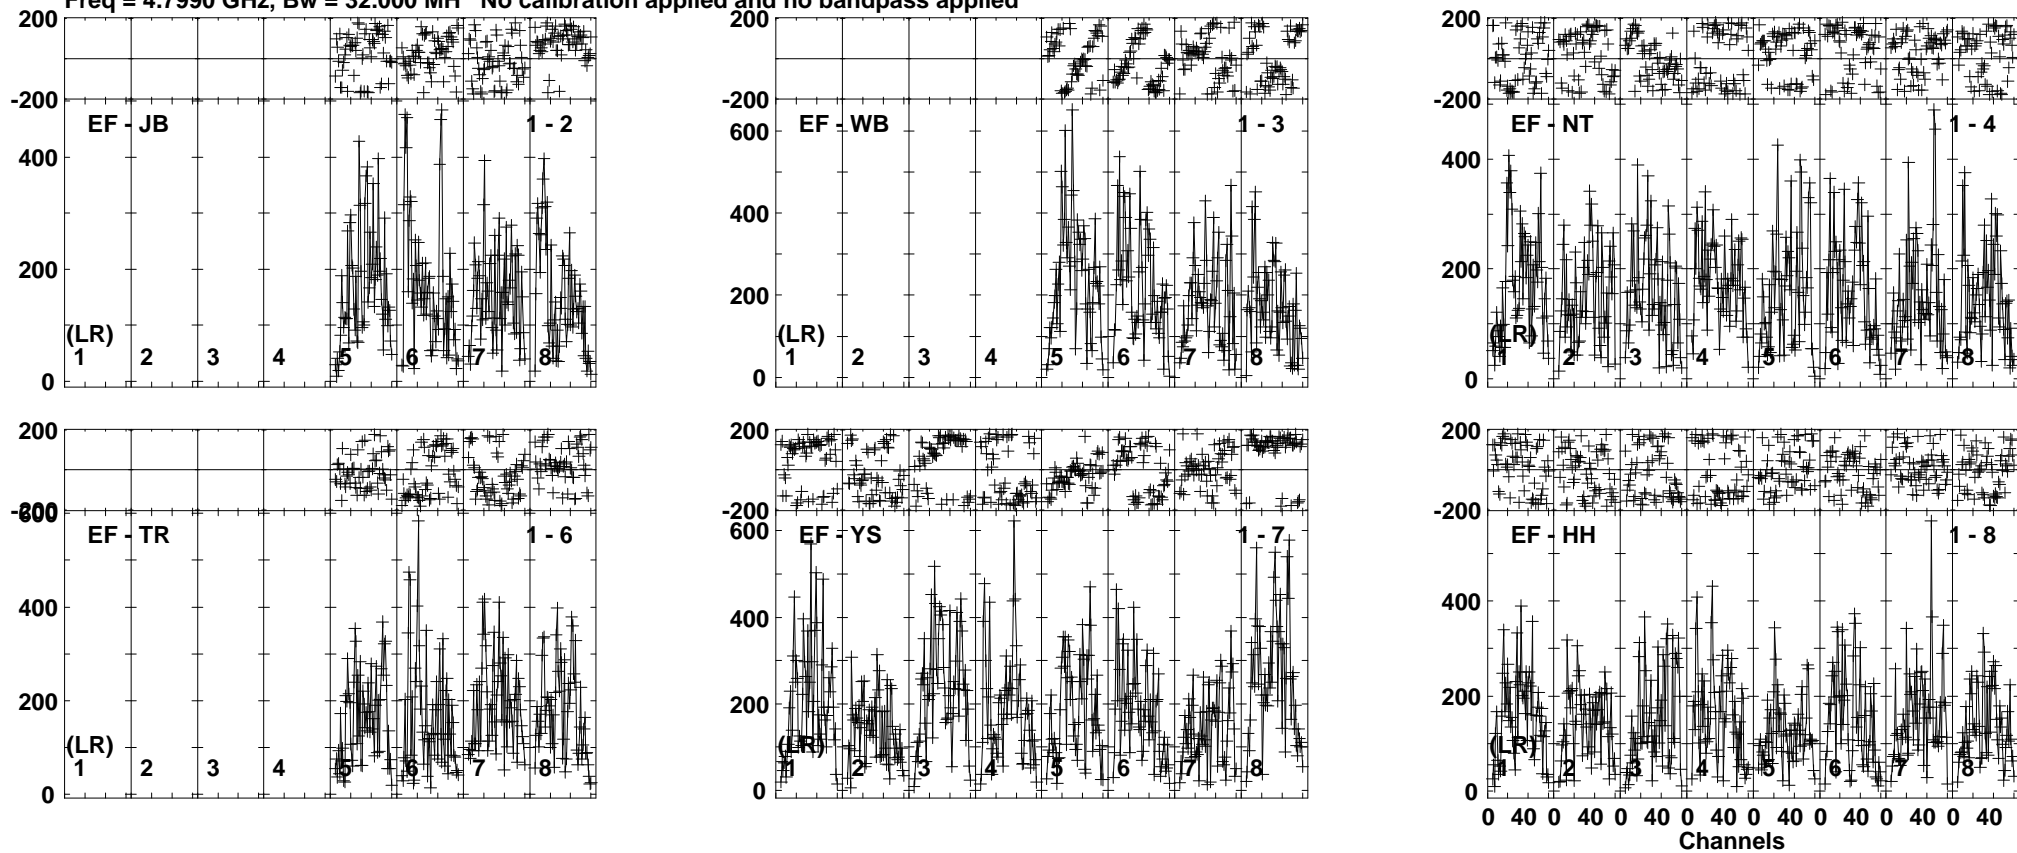 Freq = 4.7990 GHz, Bw = 32.000 MH No calibration applied and no bandpass applied
200
-200
EF - JB 1 - 2
400
200
(LR)
0
1 2 3 4 5 6 7 8
200
-200
EF - WB 1 - 3
600
400
200
(LR)
0
1 2 3 4 5 6 7 8
200
-200
EF - NT 1 - 4
400
200
(LR)
0
1 2 3 4 5 6 7 8
200
-200
600
EF - TR 1 - 6
400
200
(LR)
0
1 2 3 4 5 6 7 8
200
-200
600
EF - YS 1 - 7
400
200
(LR)
0
1 2 3 4 5 6 7 8
200
-200
EF - HH 1 - 8
400
200
(LR)
0
1 2 3 4 5 6 7 8
0 40 0 40 0 40 0 40 0 40 0 40 0 40 0 40
Channels